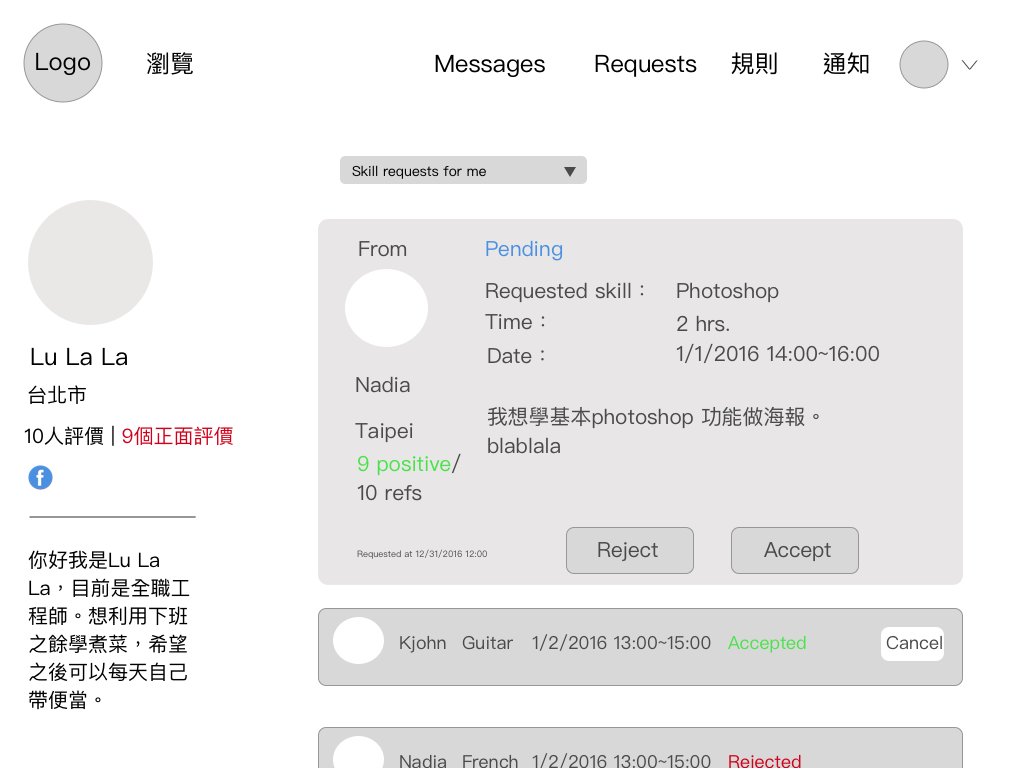 Logo
瀏覽
Messages
Requests
規則
通知
Skill requests for me
Lu La La
台北市
10人評價 | 9個正面評價
你好我是Lu La
La，目前是全職工
程師。想利用下班
之餘學煮菜，希望
之後可以每天自己
帶便當。
From
Nadia
Taipei
9 positive/
10 refs
Pending
Requested skill： Photoshop
Time： 2 hrs.
Date： 1/1/2016 14:00~16:00
我想學基本photoshop 功能做海報。
blablala
Requested at 12/31/2016 12:00
Reject
Accept
Kjohn Guitar 1/2/2016 13:00~15:00 Accepted Cancel
Nadia French 1/2/2016 13:00~15:00 Rejected